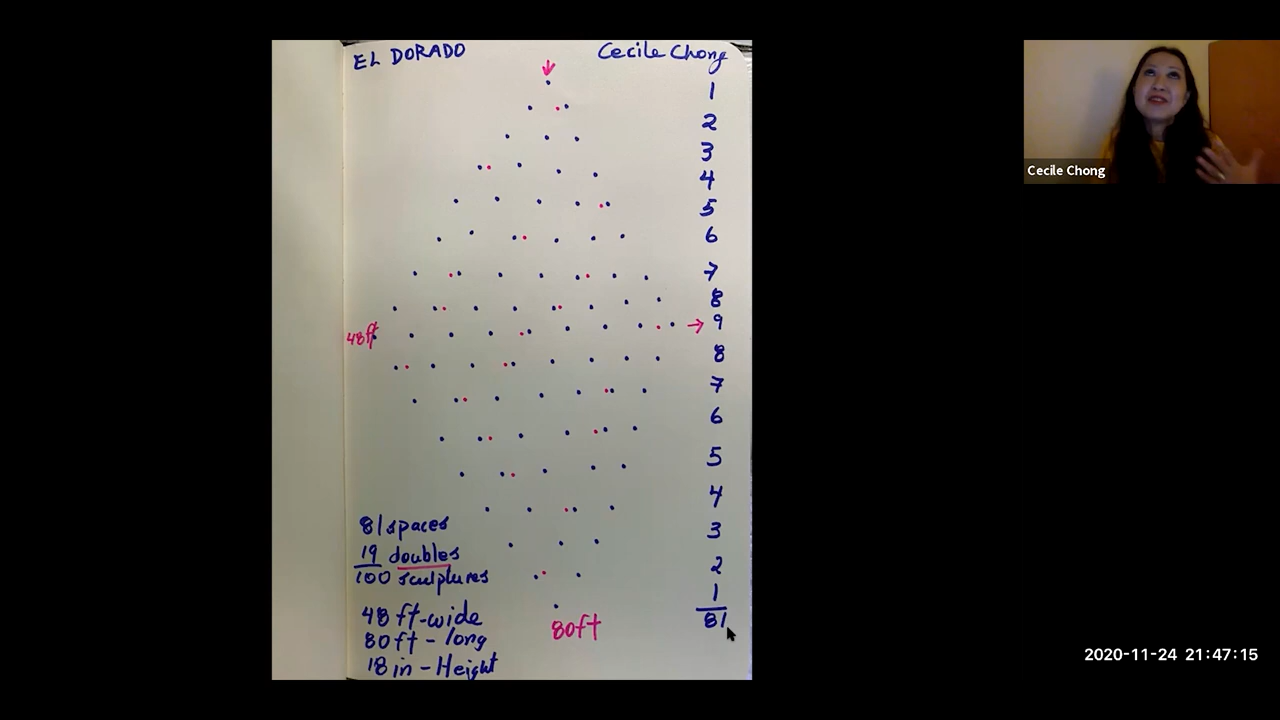 EL DORADO
Cecile Chong
1
2
3
4
5
6
7
8
9
8
7
6
5
4
3
2
1
81
48ft
81 spaces
19 doubles
100 sculptures
48 ft-wide
80ft - long
18 in - Height
80ft
Cecile Chong
2020-11-24 21:47:15